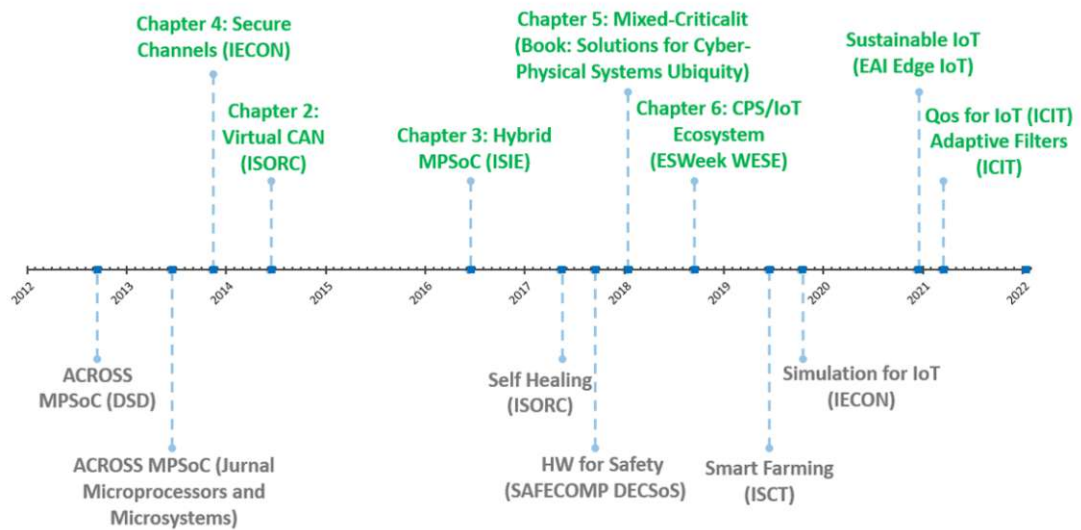 Chapter 4: Secure
Channels (IECON)
Chapter 2:
Virtual CAN
(ISORC)
Chapter 3: Hybrid
MPSoC (ISIE)
Chapter 5: Mixed-Criticalit
(Book: Solutions for Cyber-
Physical Systems Ubiquity)
Chapter 6: CPS/IoT
Ecosystem
(ESWeek WESE)
Sustainable IoT
(EAI Edge IoT)
Qos for IoT (ICIT)
Adaptive Filters
(ICIT)
2012
2013
2014
2015
2016
2017
2018
2019
2020
2021
2022
ACROSS
MPSoC (DSD)
ACROSS MPSoC (Jurnal
Microprocessors and
Microsystems)
Self Healing
(ISORC)
HW for Safety
(SAFECOMP DECSoS)
Smart Farming
(ISCT)
Simulation for IoT
(IECON)